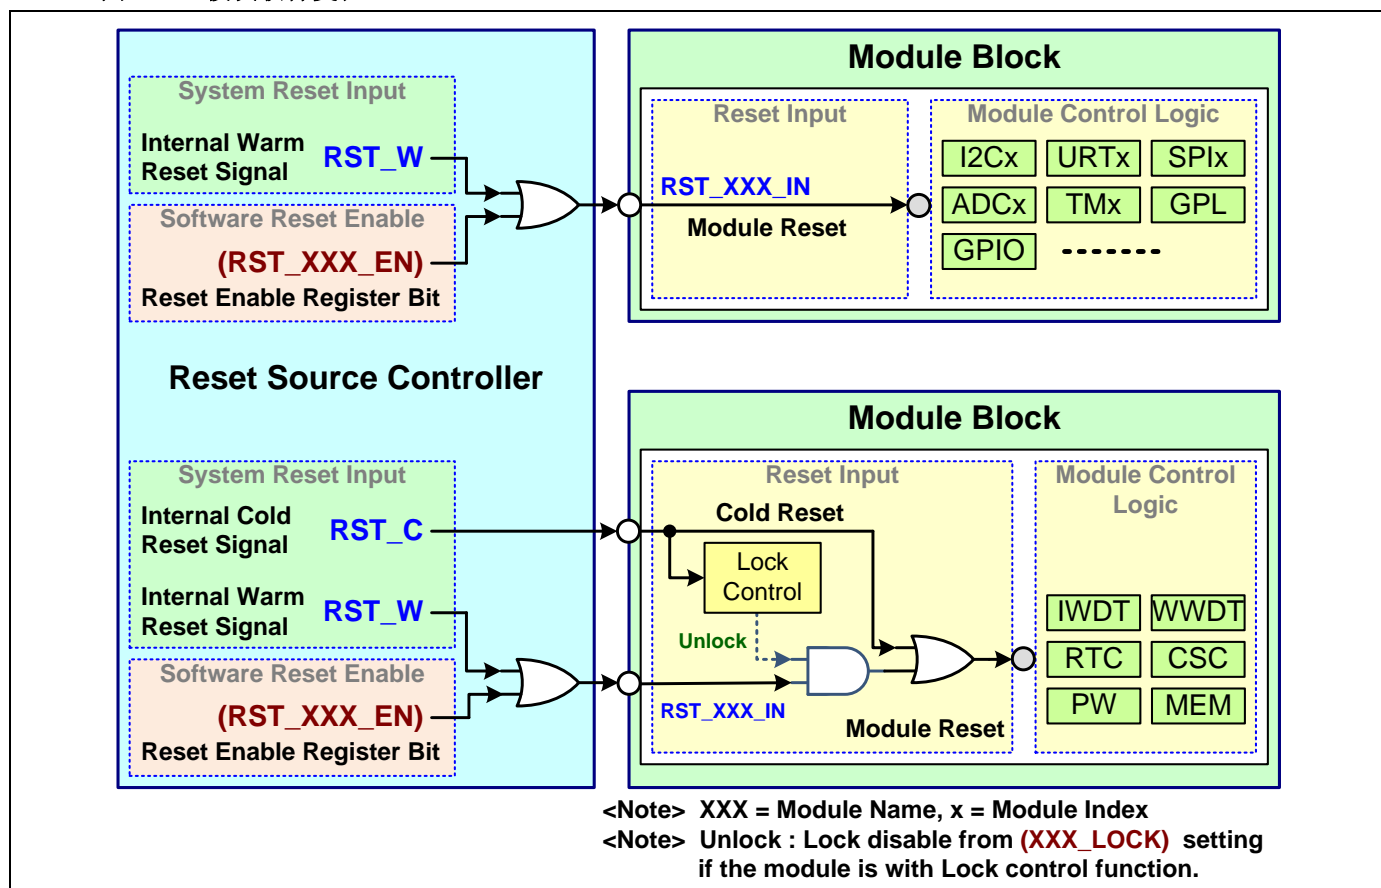 Module Block
System Reset Input
Internal Warm
Reset Signal
RST_W
Software Reset Enable
(RST_XXX_EN)
Reset Enable Register Bit
Reset Input
RST_XXX_IN
Module Reset
Module Control Logic
I2Cx URTx SPIx
ADCx TMx GPL
GPIO
Reset Source Controller
Module Block
System Reset Input
Internal Cold
Reset Signal
RST_C
Internal Warm
Reset Signal
RST_W
Software Reset Enable
(RST_XXX_EN)
Reset Enable Register Bit
Reset Input
Cold Reset
Lock
Control
Unlock
RST_XXX_IN
Module Reset
Module Control
Logic
IWDT WWDT
RTC CSC
PW MEM
<Note> XXX = Module Name, x = Module Index
<Note> Unlock : Lock disable from (XXX_LOCK) setting
if the module is with Lock control function.